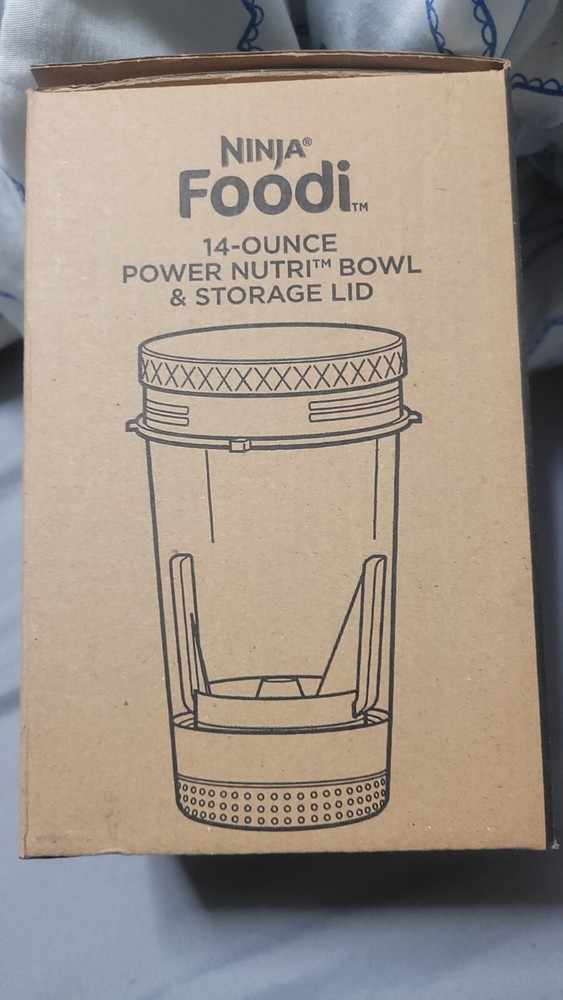 NINJA®
Foodi™
14-OUNCE
POWER NUTRI™ BOWL
& STORAGE LID